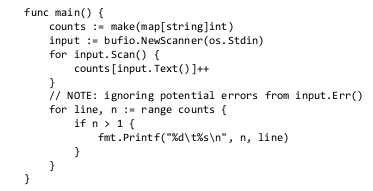 func main() {
    counts := make(map[string]int)
    input := bufio.NewScanner(os.Stdin)
    for input.Scan() {
        counts[input.Text()]++
    }
    // NOTE: ignoring potential errors from input.Err()
    for line, n := range counts {
        if n > 1 {
            fmt.Printf("%d\t%s\n", n, line)
        }
    }
}